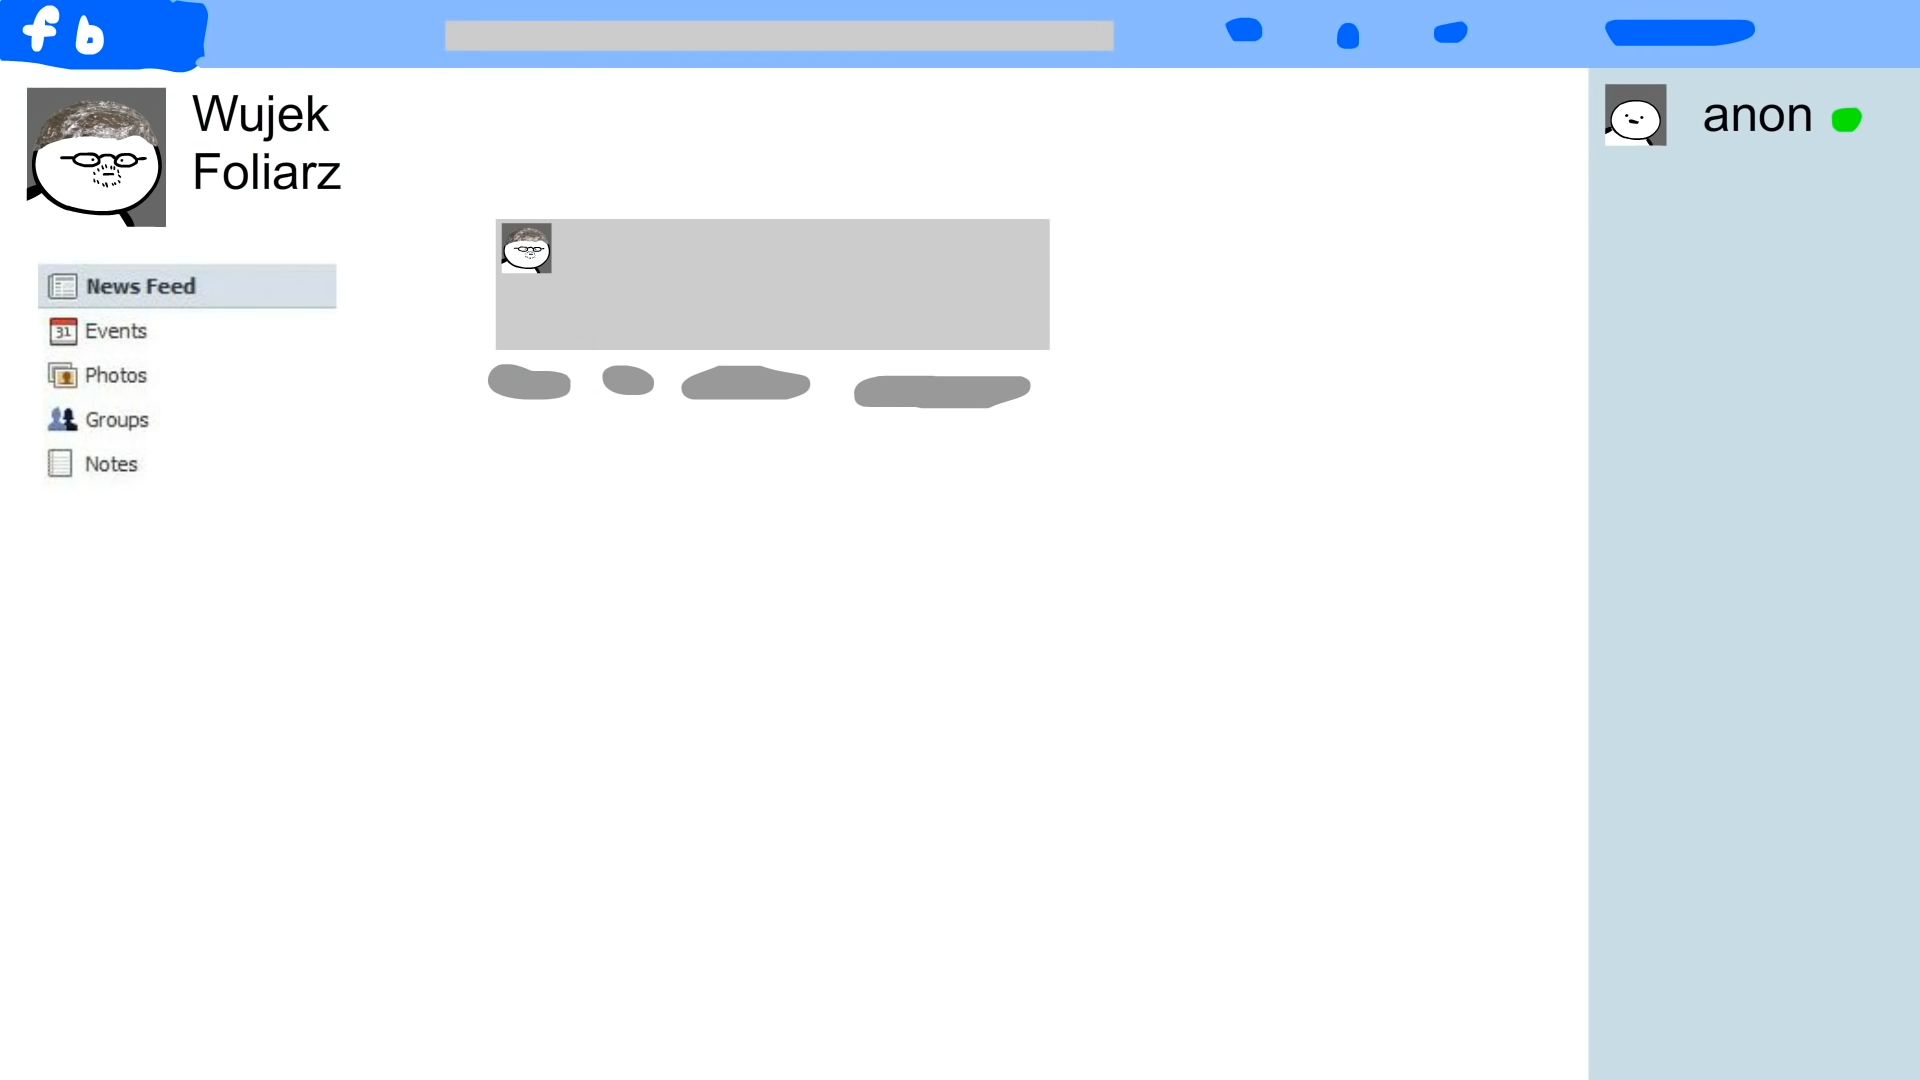 fb
Wujek
Foliarz
anon
News Feed
31
Events
Photos
Groups
Notes